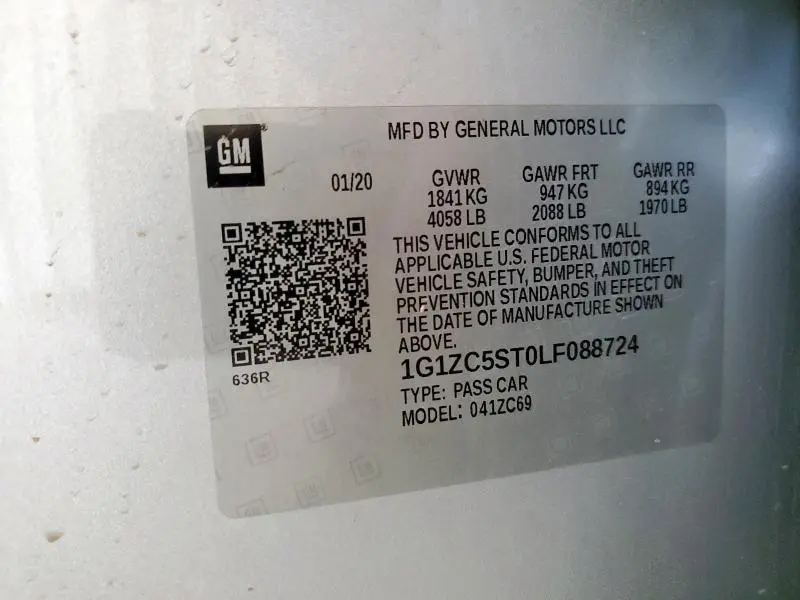 GM
MFD BY GENERAL MOTORS LLC
01/20
GVWR
1841 KG
4058 LB
GAWR FRT
947 KG
2088 LB
GAWR RR
894 KG
1970 LB
THIS VEHICLE CONFORMS TO ALL
APPLICABLE U.S. FEDERAL MOTOR
VEHICLE SAFETY, BUMPER, AND THEFT
PREVENTION STANDARDS IN EFFECT ON
THE DATE OF MANUFACTURE SHOWN
ABOVE.
1G1ZC5ST0LF088724
TYPE: PASS CAR
MODEL: 041ZC69
636R